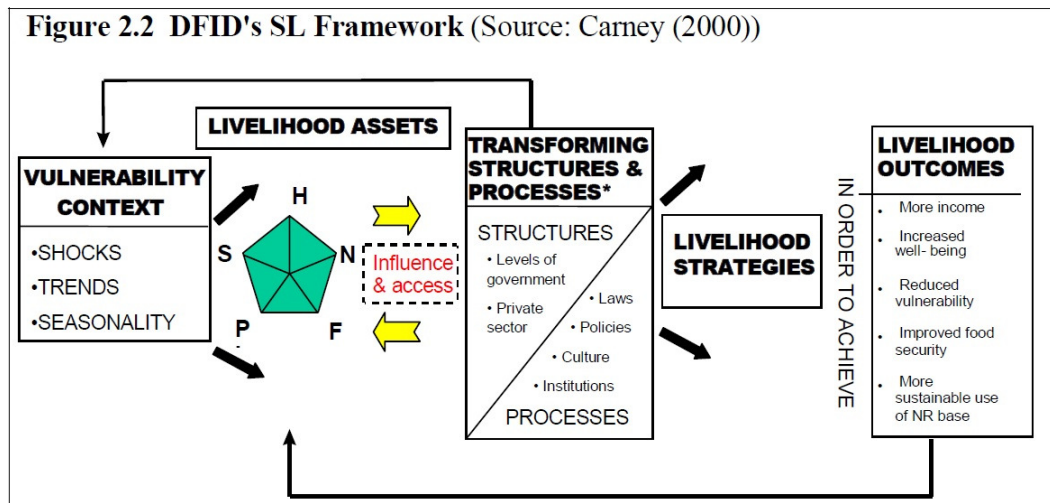 Figure 2.2 DFID's SL Framework (Source: Carney (2000))
LIVELIHOOD ASSETS
VULNERABILITY
CONTEXT
•SHOCKS
•TRENDS
•SEASONALITY
H
S
N
P
F
Influence
& access
TRANSFORMING
STRUCTURES &
PROCESSES*
STRUCTURES
• Levels of
government
• Private
sector
• Laws
• Policies
• Culture
• Institutions
PROCESSES
LIVELIHOOD
STRATEGIES
IN ORDER TO ACHIEVE
LIVELIHOOD
OUTCOMES
• More income
• Increased
well- being
• Reduced
vulnerability
• Improved food
security
• More
sustainable use
of NR base